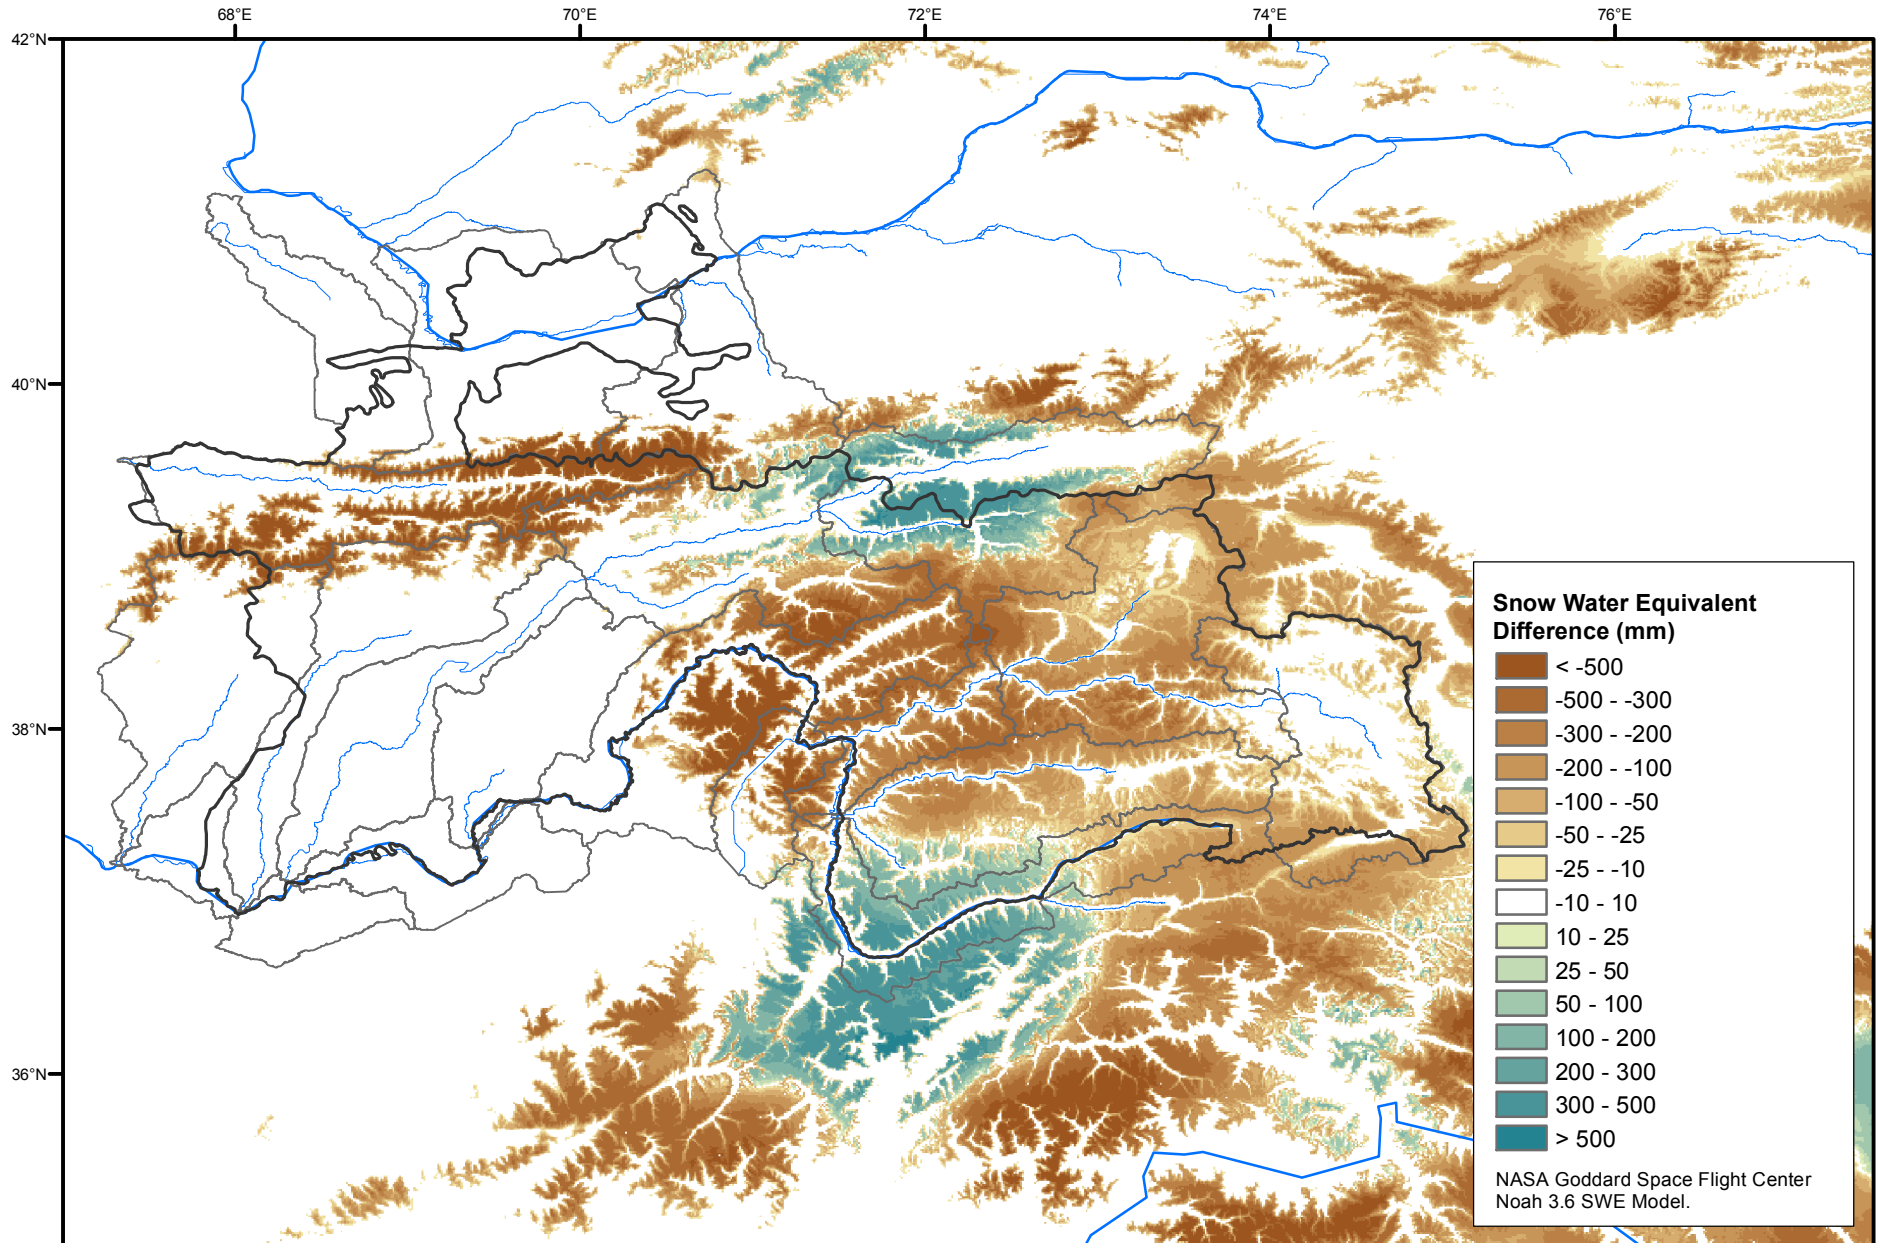 68°E
70°E
72°E
74°E
76°E
42°N
40°N
38°N
36°N
Snow Water Equivalent
Difference (mm)
< -500
-500 - -300
-300 - -200
-200 - -100
-100 - -50
-50 - -25
-25 - -10
-10 - 10
10 - 25
25 - 50
50 - 100
100 - 200
200 - 300
300 - 500
> 500
NASA Goddard Space Flight Center
Noah 3.6 SWE Model.